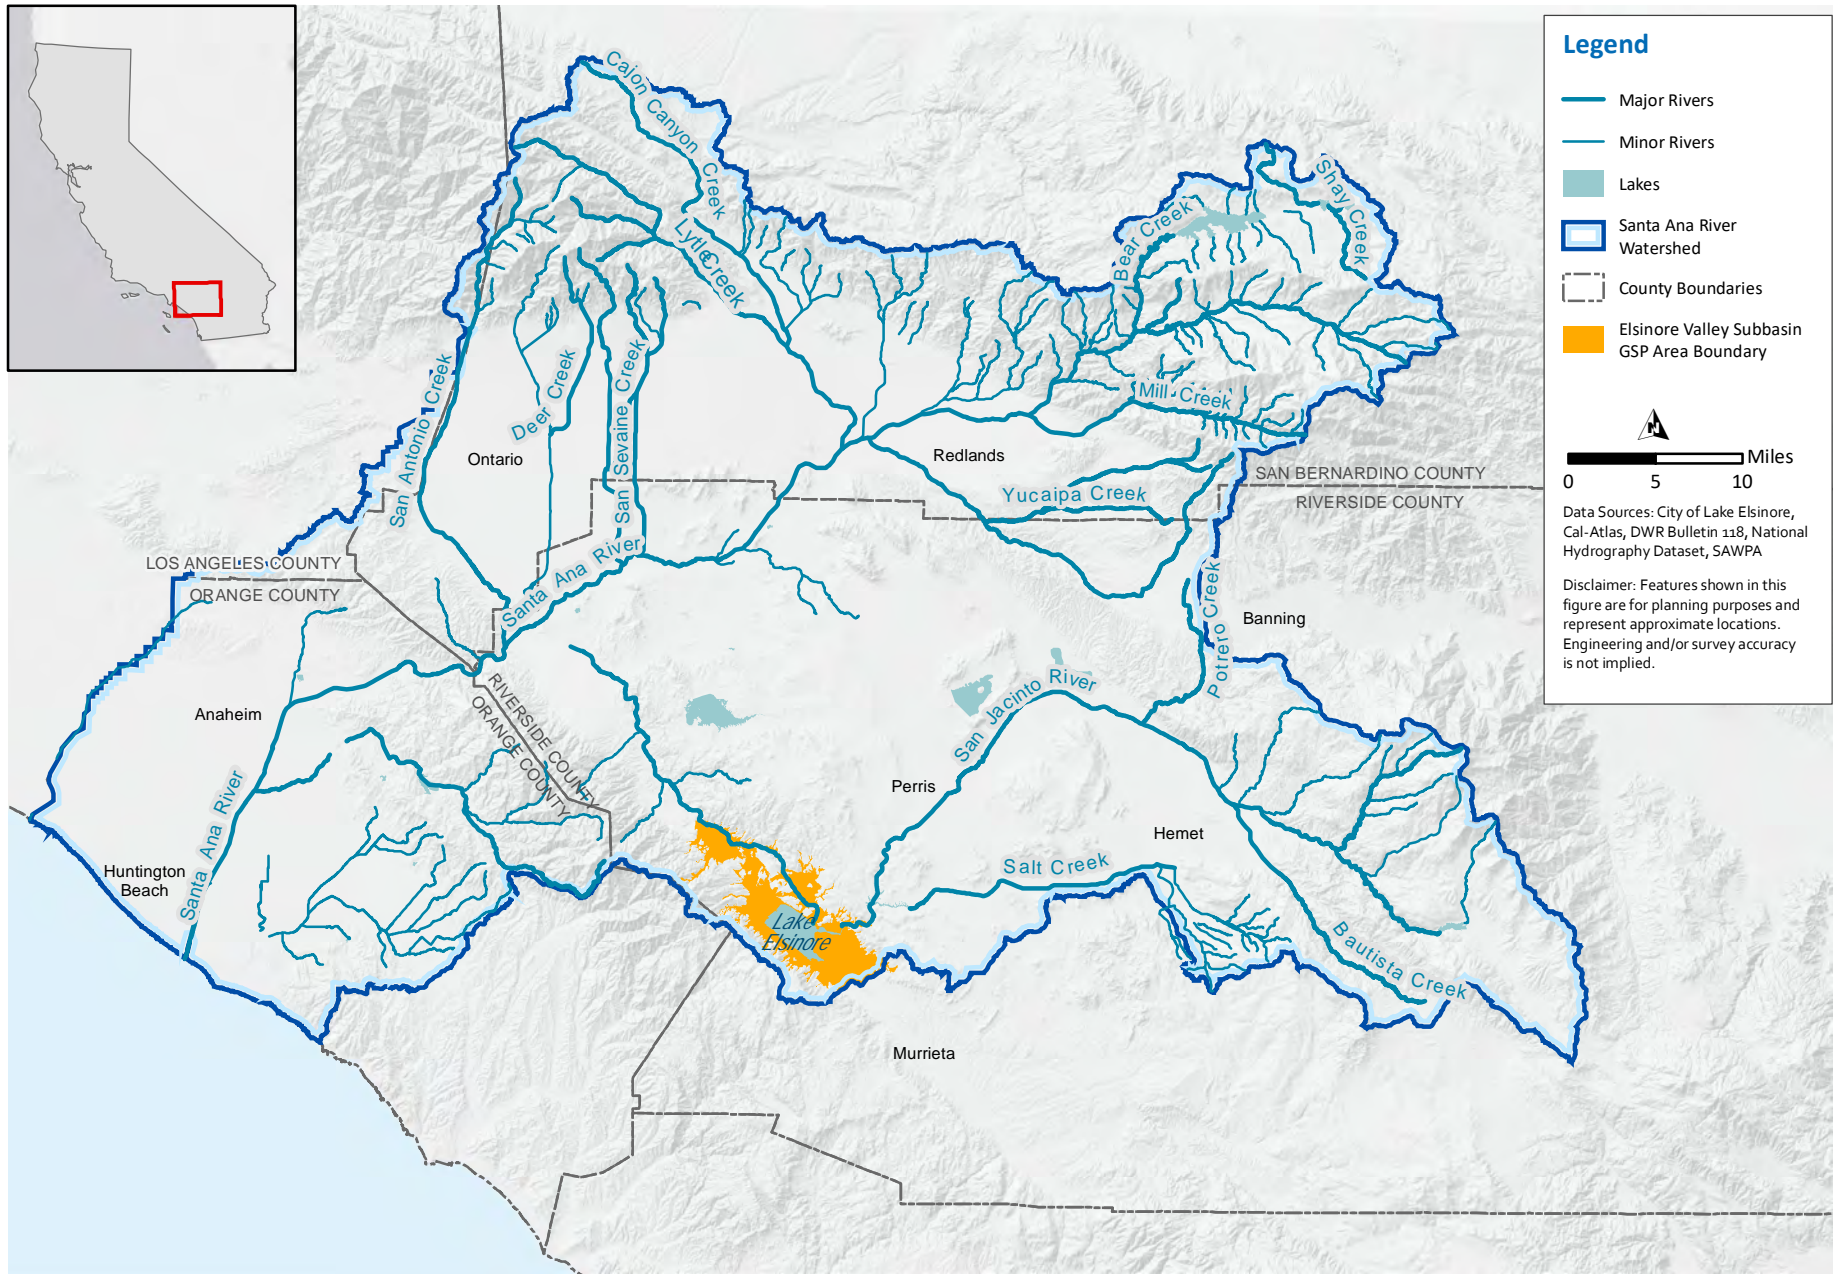 Legend
Major Rivers
Minor Rivers
Lakes
Santa Ana River
Watershed
County Boundaries
Elsinore Valley Subbasin
GSP Area Boundary
N
Miles
0 5 10
Data Sources: City of Lake Elsinore,
Cal-Atlas, DWR Bulletin 118, National
Hydrography Dataset, SAWPA
Disclaimer: Features shown in this
figure are for planning purposes and
represent approximate locations.
Engineering and/or survey accuracy
is not implied.
Cajon Canyon Creek
Lytle Creek
Shay Creek
Bear Creek
Mill Creek
San Antonio Creek
Deer Creek
San Sevaine Creek
Ontario
Redlands
Yucaipa Creek
SAN BERNARDINO COUNTY
RIVERSIDE COUNTY
LOS ANGELES COUNTY
ORANGE COUNTY
Santa Ana River
Potrero Creek
Banning
RIVERSIDE COUNTY
ORANGE COUNTY
San Jacinto River
Anaheim
Perris
Hemet
Santa Ana River
Huntington
Beach
Salt Creek
Lake
Elsinore
Bautista Creek
Murrieta